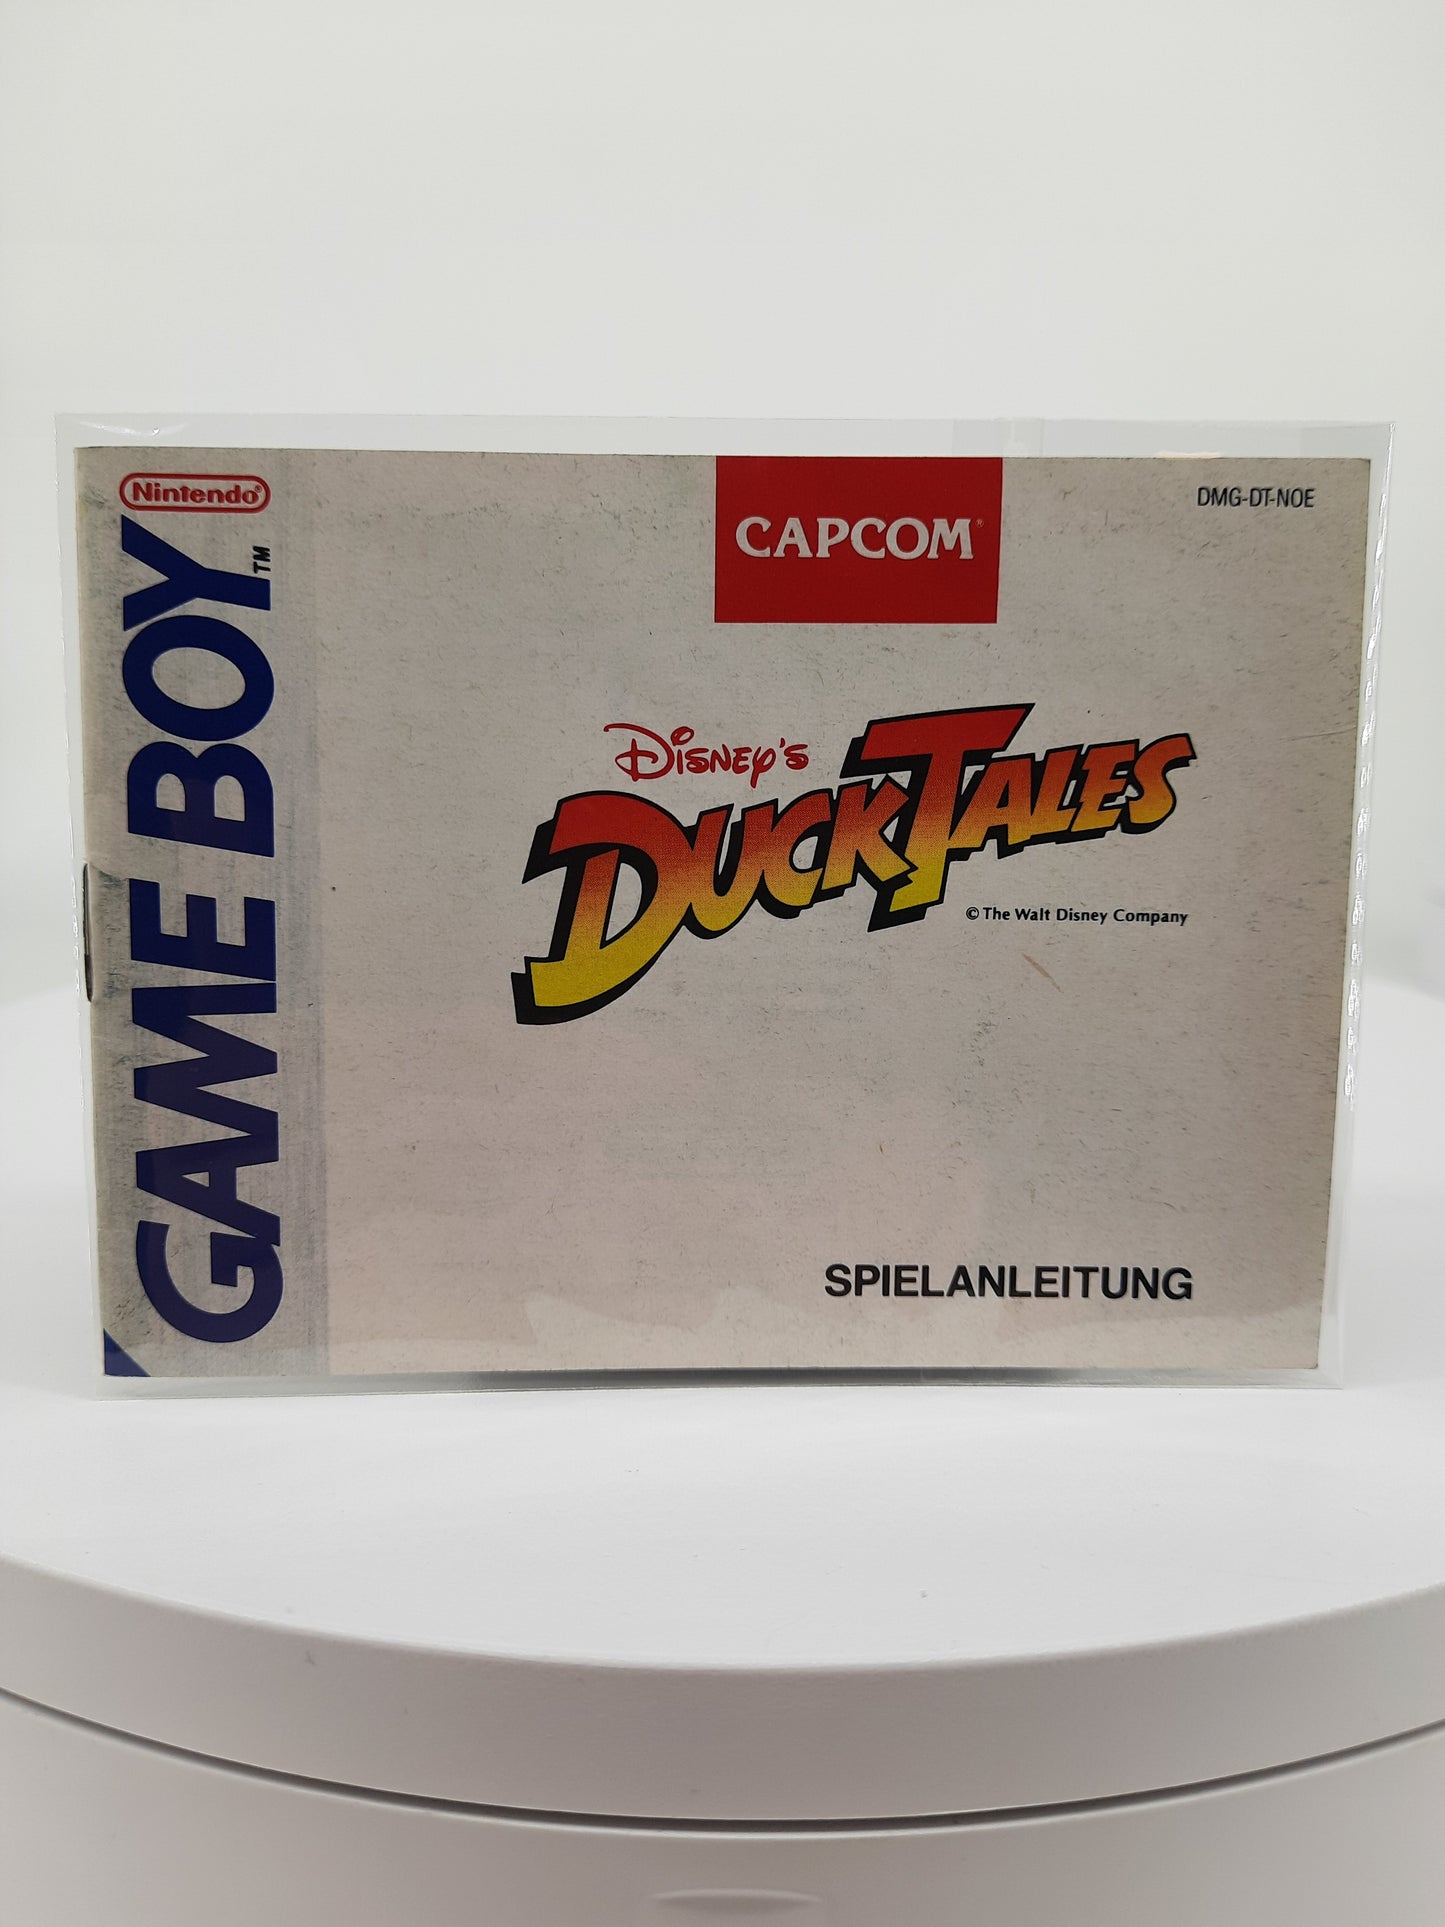 Nintendo®
GAME BOY™
CAPCOM®
DMG-DT-NOE
DISNEY'S
DUCKTALES
© The Walt Disney Company
SPIELANLEITUNG